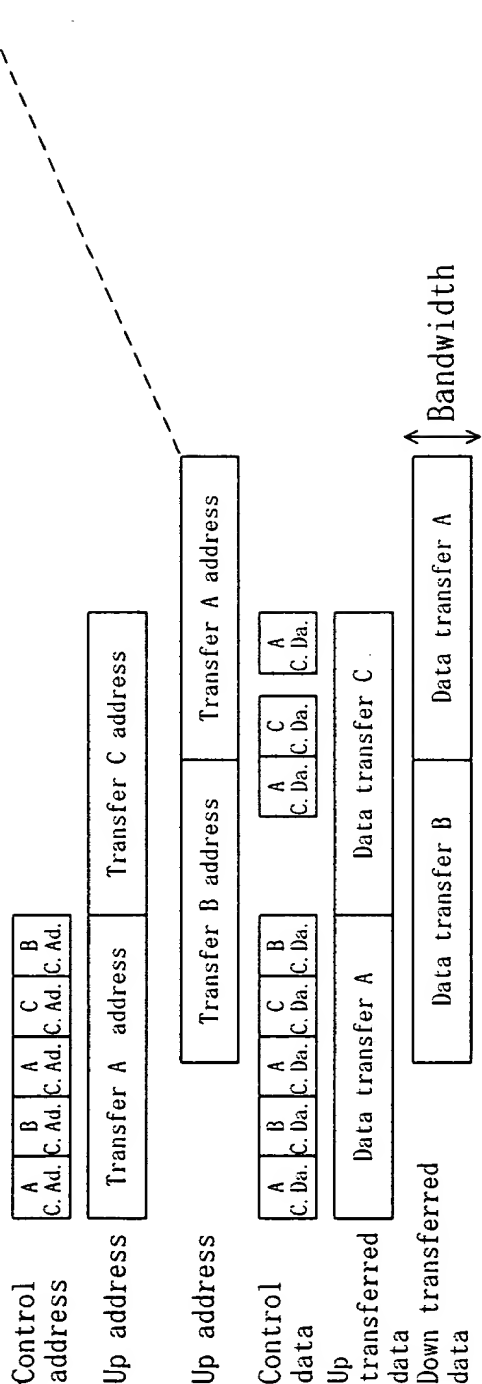 Control
address
A
C. Ad.
B
C. Ad.
A
C. Ad.
C
C. Ad.
B
C. Ad.
Up address
Transfer A address
Transfer C address
Up address
Transfer B address
Transfer A address
Control
data
A
C. Da.
B
C. Da.
A
C. Da.
C
C. Da.
B
C. Da.
A
C. Da.
C
C. Da.
A
C. Da.
Up
transferred
data
Data transfer A
Data transfer C
Down transferred
data
Data transfer B
Data transfer A
Bandwidth